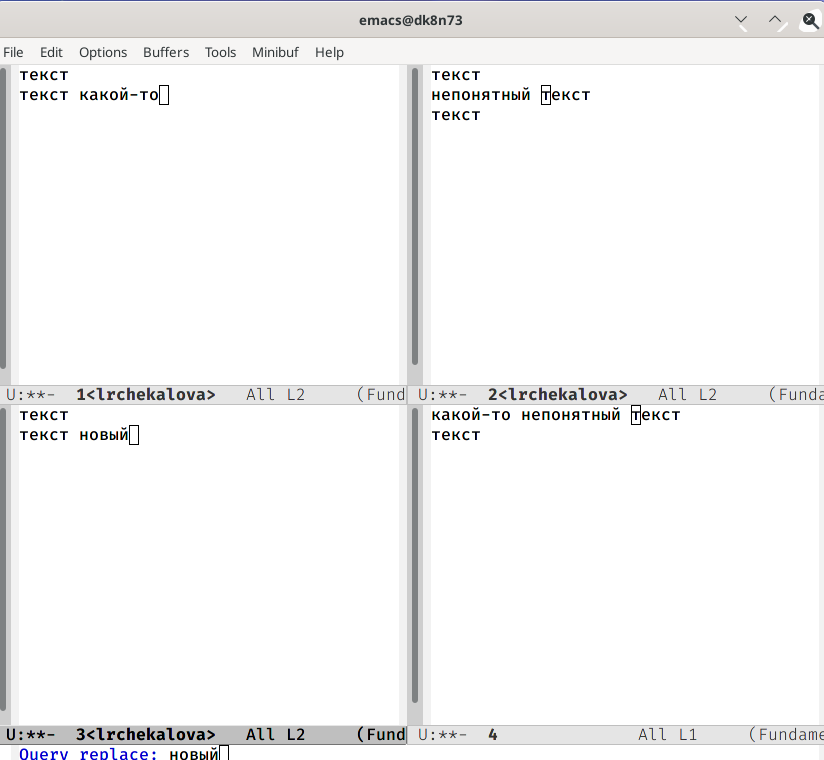 emacs@dk8n73
File Edit Options Buffers Tools Minibuf Help
текст
текст какой-то
U:**-  1<lrchekalova>   All L2     (Fund
текст
непонятный текст
текст
U:**-  2<lrchekalova>   All L2     (Funda
текст
текст новый
U:**-  3<lrchekalova>   All L2     (Fund
какой-то непонятный текст
текст
U:**-  4              All L1     (Fundame
Query replace: новый